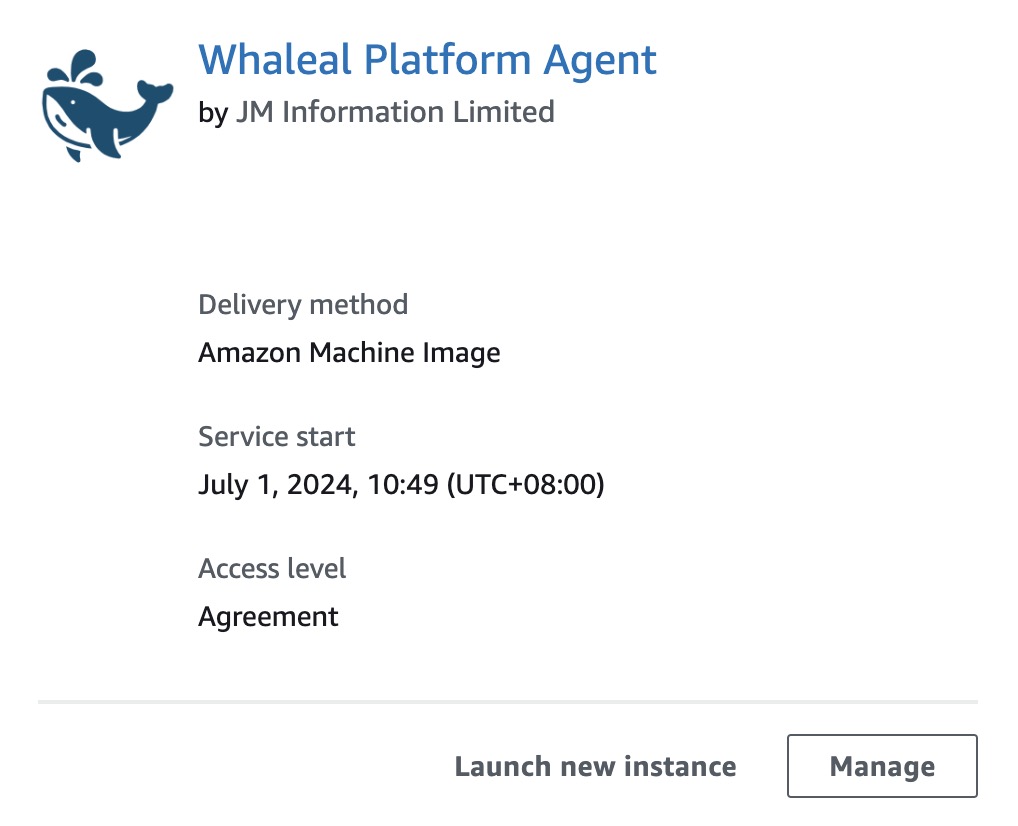 Whaleal Platform Agent
by JM Information Limited
Delivery method
Amazon Machine Image
Service start
July 1, 2024, 10:49 (UTC+08:00)
Access level
Agreement
Launch new instance
Manage